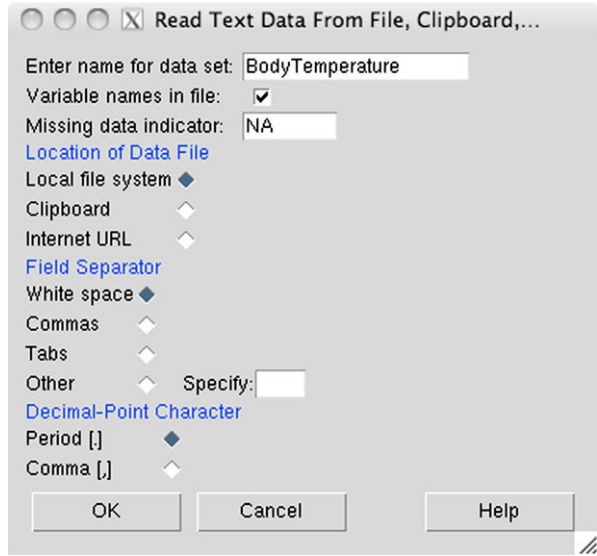 Read Text Data From File, Clipboard,...
Enter name for data set: BodyTemperature
Variable names in file:
Missing data indicator: NA
Location of Data File
Local file system
Clipboard
Internet URL
Field Separator
White space
Commas
Tabs
Other Specify:
Decimal-Point Character
Period [.]
Comma [,]
OK Cancel Help